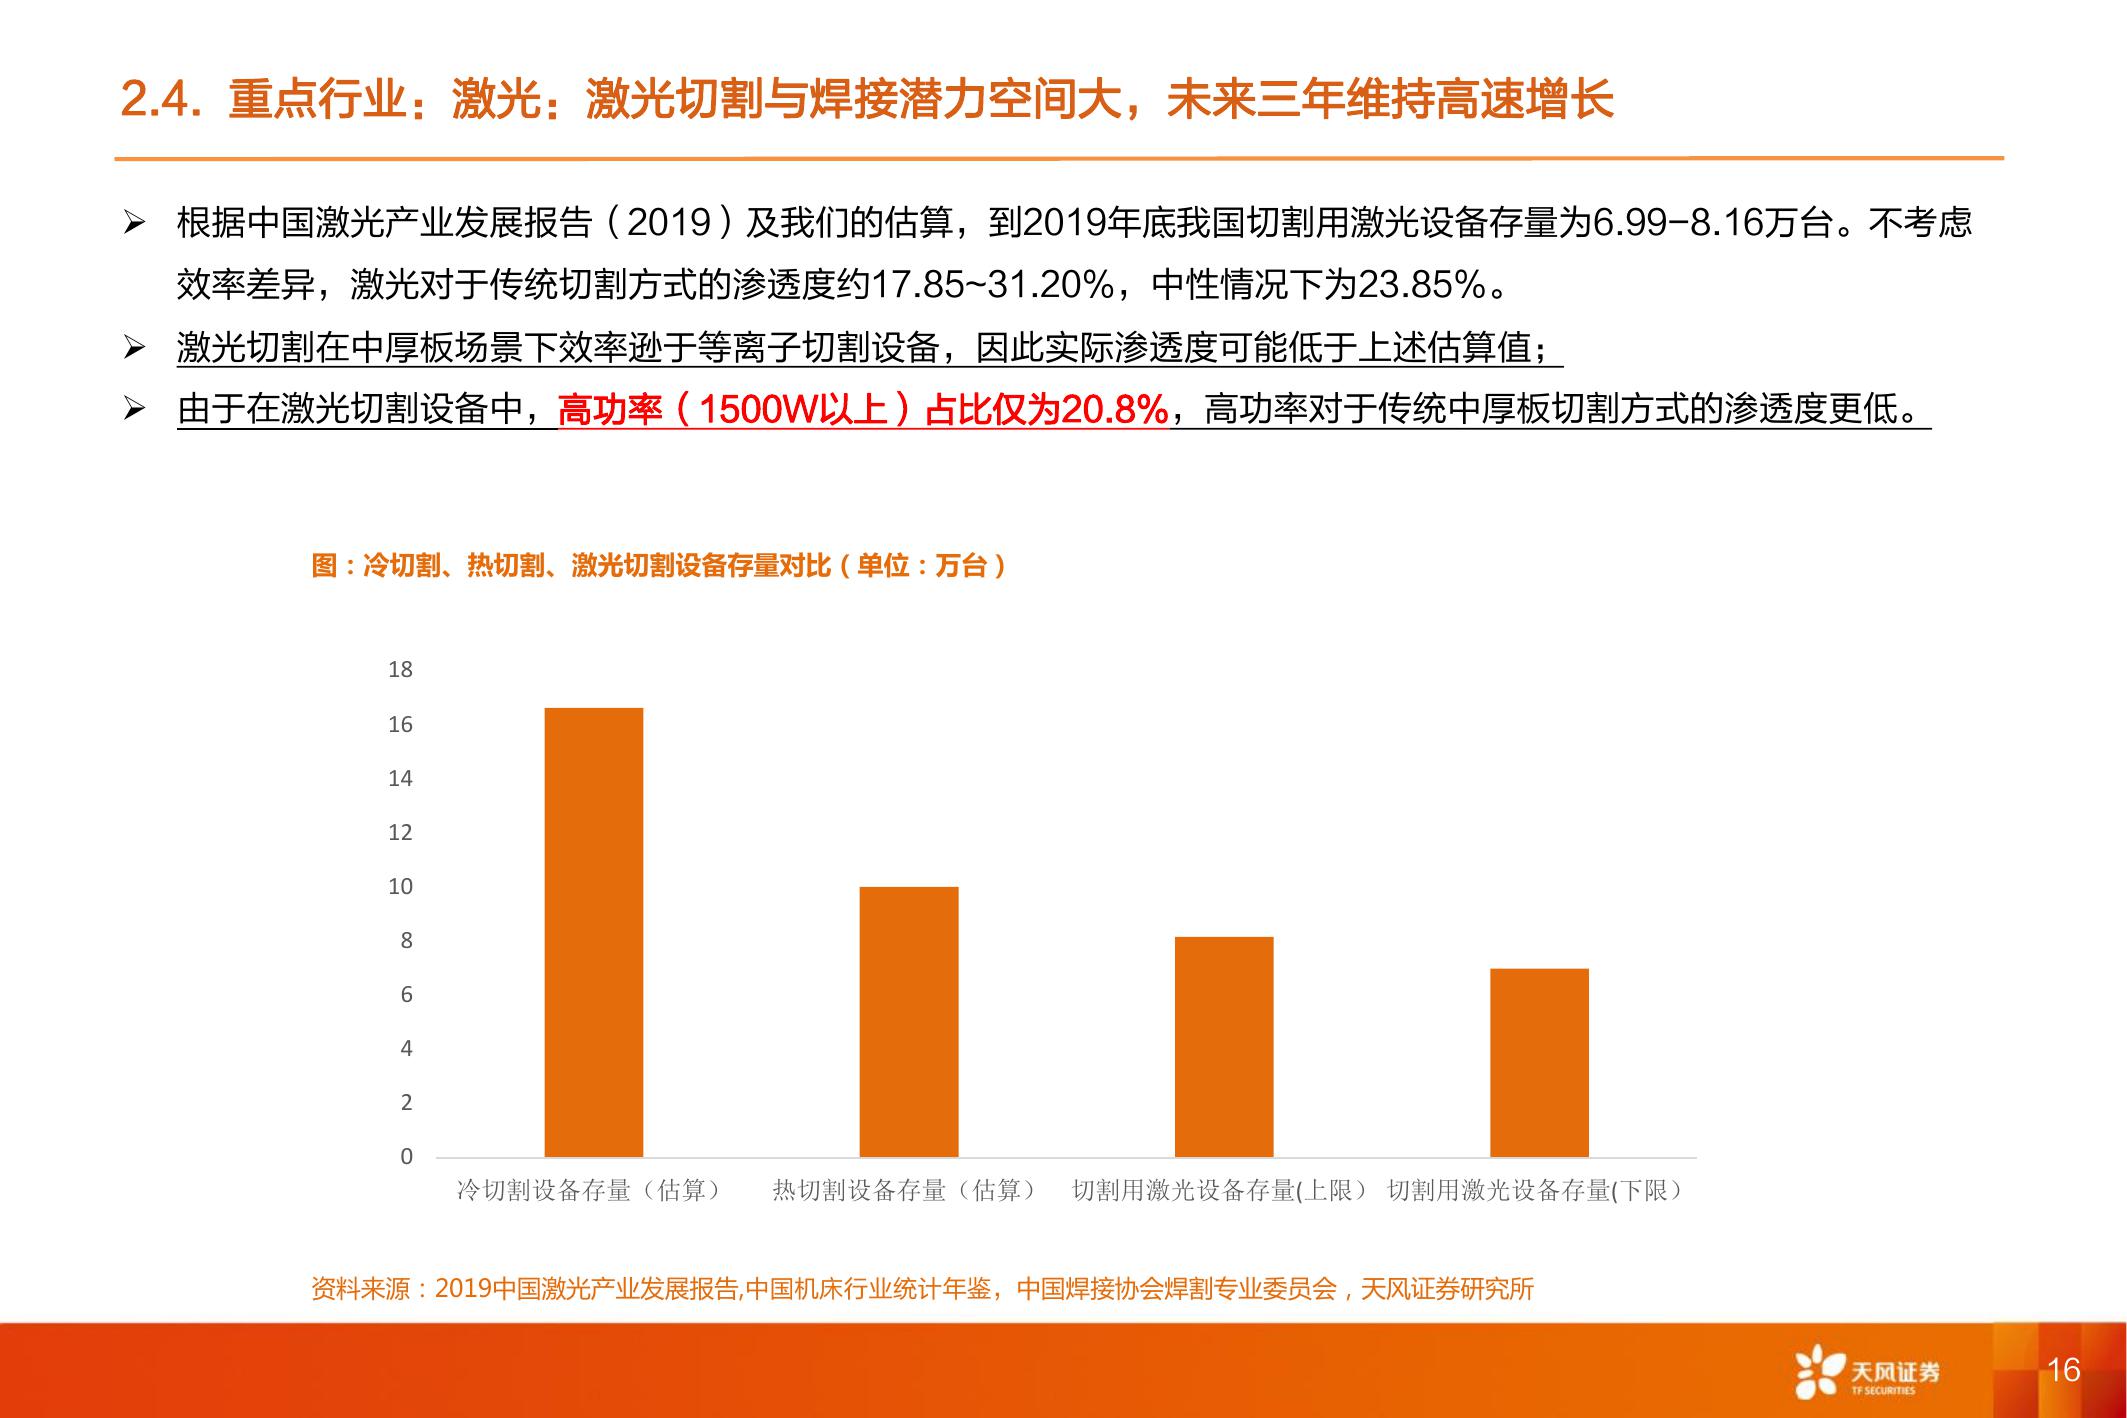 2.4. 重点行业：激光：激光切割与焊接潜力空间大，未来三年维持高速增长
➢ 根据中国激光产业发展报告（2019）及我们的估算，到2019年底我国切割用激光设备存量为6.99-8.16万台。不考虑
效率差异，激光对于传统切割方式的渗透度约17.85~31.20%，中性情况下为23.85%。
➢ 激光切割在中厚板场景下效率逊于等离子切割设备，因此实际渗透度可能低于上述估算值；
➢ 由于在激光切割设备中，高功率（1500W以上）占比仅为20.8%，高功率对于传统中厚板切割方式的渗透度更低。
图：冷切割、热切割、激光切割设备存量对比（单位：万台）
18
16
14
12
10
8
6
4
2
0
冷切割设备存量（估算） 热切割设备存量（估算） 切割用激光设备存量(上限） 切割用激光设备存量(下限）
资料来源：2019中国激光产业发展报告,中国机床行业统计年鉴，中国焊接协会焊割专业委员会，天风证券研究所
天风证券
TF SECURITIES
16